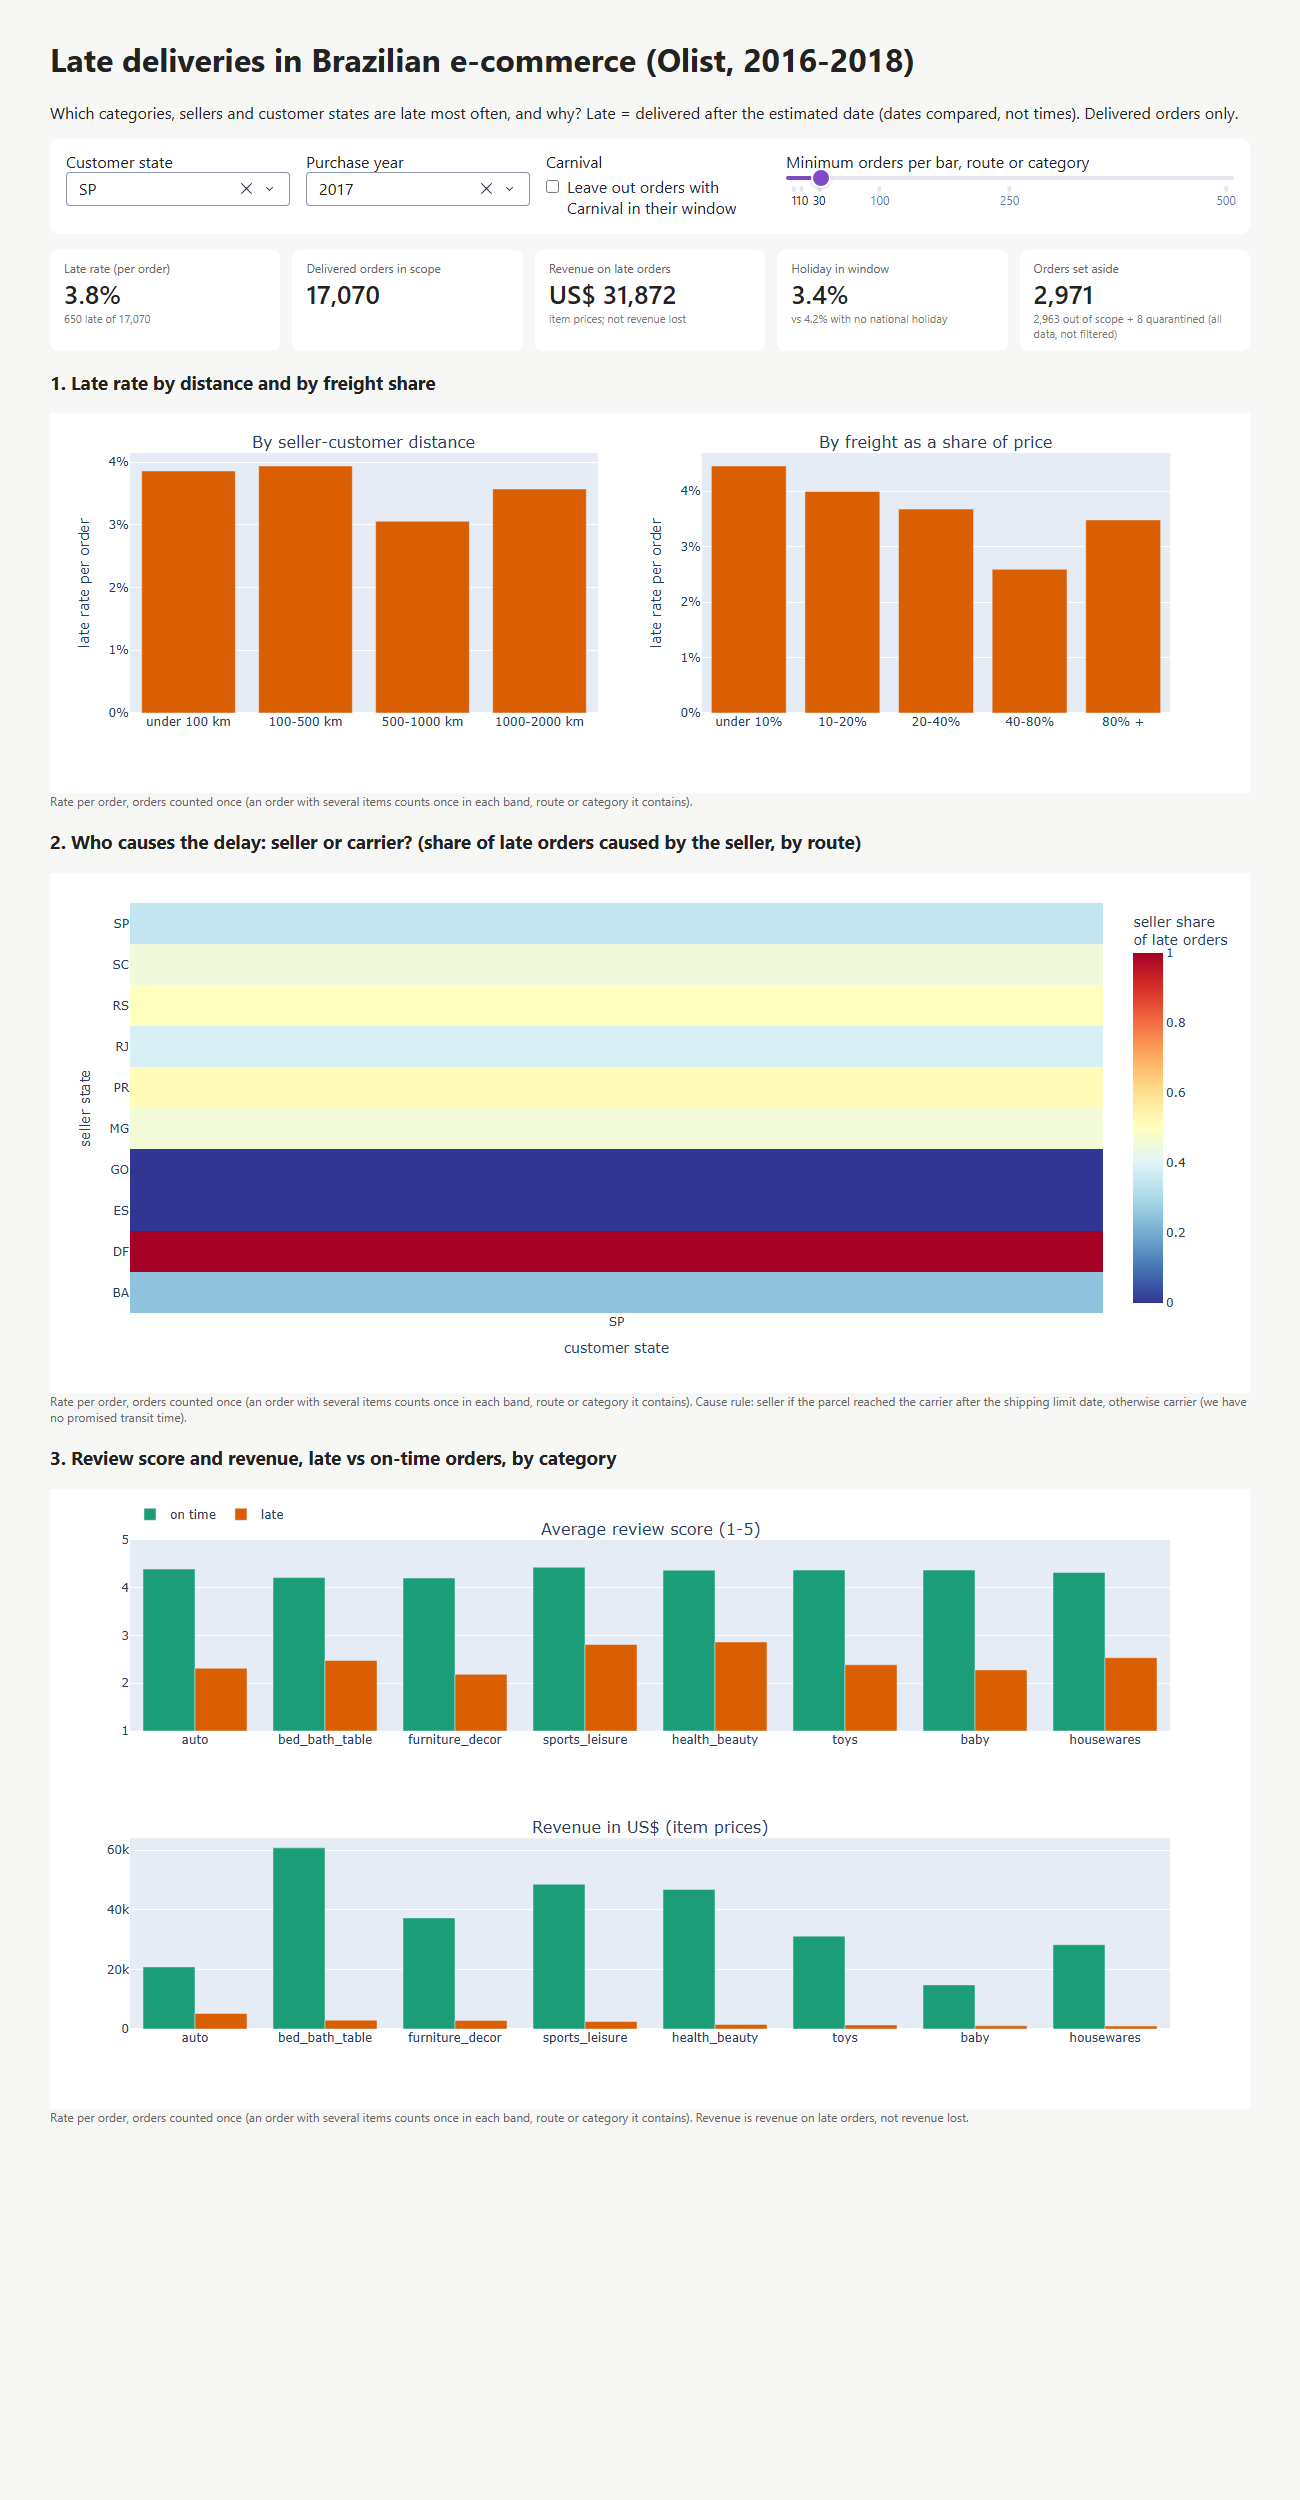 Late deliveries in Brazilian e-commerce (Olist, 2016-2018)
Which categories, sellers and customer states are late most often, and why? Late = delivered after the estimated date (dates compared, not times). Delivered orders only.
Customer state
SP
Purchase year
2017
Carnival
Leave out orders with
Carnival in their window
Minimum orders per bar, route or category
1 10 30 100 250 500
Late rate (per order)
3.8%
650 late of 17,070
Delivered orders in scope
17,070
Revenue on late orders
US$ 31,872
item prices; not revenue lost
Holiday in window
3.4%
vs 4.2% with no national holiday
Orders set aside
2,971
2,963 out of scope + 8 quarantined (all
data, not filtered)
1. Late rate by distance and by freight share
By seller-customer distance
4%
3%
2%
1%
0%
late rate per order
under 100 km 100-500 km 500-1000 km 1000-2000 km
By freight as a share of price
4%
3%
2%
1%
0%
late rate per order
under 10% 10-20% 20-40% 40-80% 80% +
Rate per order, orders counted once (an order with several items counts once in each band, route or category it contains).
2. Who causes the delay: seller or carrier? (share of late orders caused by the seller, by route)
SP
SC
RS
RJ
PR
MG
GO
ES
DF
BA
seller state
SP
customer state
seller share
of late orders
1
0.8
0.6
0.4
0.2
0
Rate per order, orders counted once (an order with several items counts once in each band, route or category it contains). Cause rule: seller if the parcel reached the carrier after the shipping limit date, otherwise carrier (we have
no promised transit time).
3. Review score and revenue, late vs on-time orders, by category
on time late
Average review score (1-5)
5
4
3
2
1
auto bed_bath_table furniture_decor sports_leisure health_beauty toys baby housewares
Revenue in US$ (item prices)
60k
40k
20k
0
auto bed_bath_table furniture_decor sports_leisure health_beauty toys baby housewares
Rate per order, orders counted once (an order with several items counts once in each band, route or category it contains). Revenue is revenue on late orders, not revenue lost.